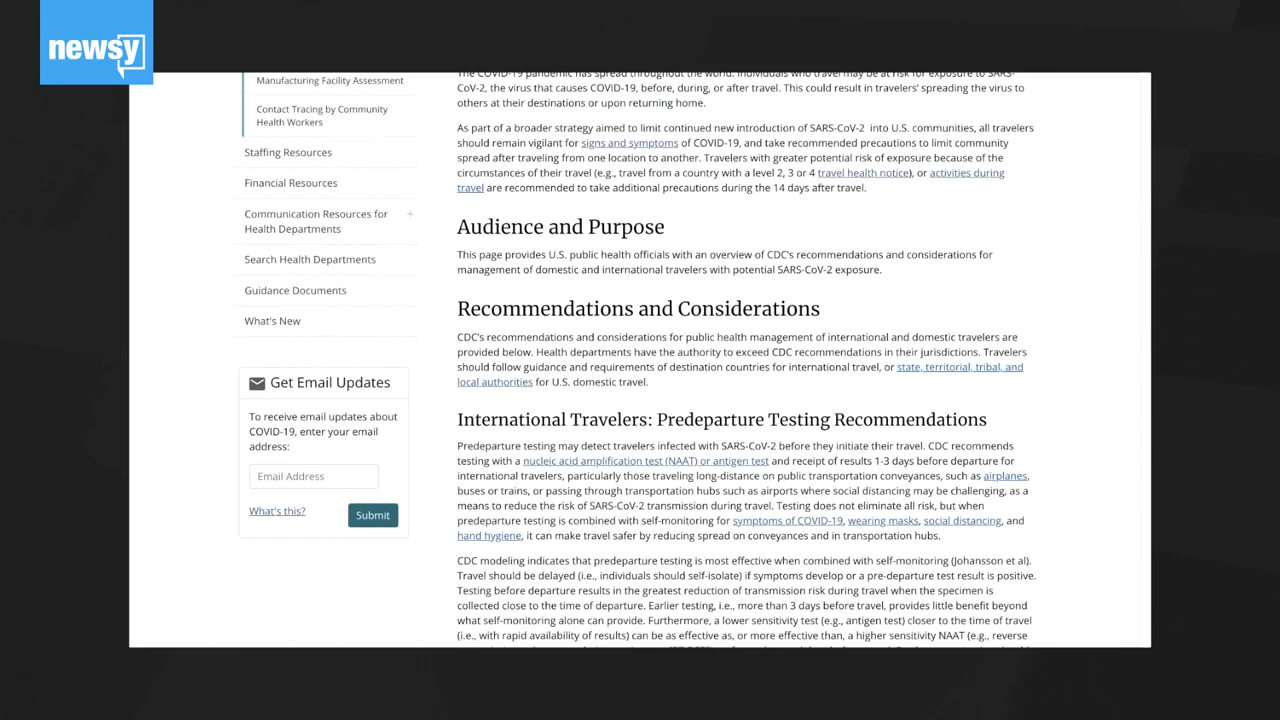 newsy
Manufacturing Facility Assessment
Contact Tracing by Community
Health Workers
Staffing Resources
Financial Resources
Communication Resources for
Health Departments
+
Search Health Departments
Guidance Documents
What's New
Get Email Updates
To receive email updates about
COVID-19, enter your email
address:
Email Address
What's this?
Submit
The COVID-19 pandemic has spread throughout the world. Individuals who travel may be at risk for exposure to SARS-
CoV-2, the virus that causes COVID-19, before, during, or after travel. This could result in travelers' spreading the virus to
others at their destinations or upon returning home.
As part of a broader strategy aimed to limit continued new introduction of SARS-CoV-2 into U.S. communities, all travelers
should remain vigilant for signs and symptoms of COVID-19, and take recommended precautions to limit community
spread after traveling from one location to another. Travelers with greater potential risk of exposure because of the
circumstances of their travel (e.g., travel from a country with a level 2, 3 or 4 travel health notice), or activities during
travel are recommended to take additional precautions during the 14 days after travel.
Audience and Purpose
This page provides U.S. public health officials with an overview of CDC's recommendations and considerations for
management of domestic and international travelers with potential SARS-CoV-2 exposure.
Recommendations and Considerations
CDC's recommendations and considerations for public health management of international and domestic travelers are
provided below. Health departments have the authority to exceed CDC recommendations in their jurisdictions. Travelers
should follow guidance and requirements of destination countries for international travel, or state, territorial, tribal, and
local authorities for U.S. domestic travel.
International Travelers: Predeparture Testing Recommendations
Predeparture testing may detect travelers infected with SARS-CoV-2 before they initiate their travel. CDC recommends
testing with a nucleic acid amplification test (NAAT) or antigen test and receipt of results 1-3 days before departure for
international travelers, particularly those traveling long-distance on public transportation conveyances, such as airplanes,
buses or trains, or passing through transportation hubs such as airports where social distancing may be challenging, as a
means to reduce the risk of SARS-CoV-2 transmission during travel. Testing does not eliminate all risk, but when
predeparture testing is combined with self-monitoring for symptoms of COVID-19, wearing masks, social distancing, and
hand hygiene, it can make travel safer by reducing spread on conveyances and in transportation hubs.
CDC modeling indicates that predeparture testing is most effective when combined with self-monitoring (Johansson et al).
Travel should be delayed (i.e., individuals should self-isolate) if symptoms develop or a pre-departure test result is positive.
Testing before departure results in the greatest reduction of transmission risk during travel when the specimen is
collected close to the time of departure. Earlier testing, i.e., more than 3 days before travel, provides little benefit beyond
what self-monitoring alone can provide. Furthermore, a lower sensitivity test (e.g., antigen test) closer to the time of travel
(i.e., with rapid availability of results) can be as effective as, or more effective than, a higher sensitivity NAAT (e.g., reverse